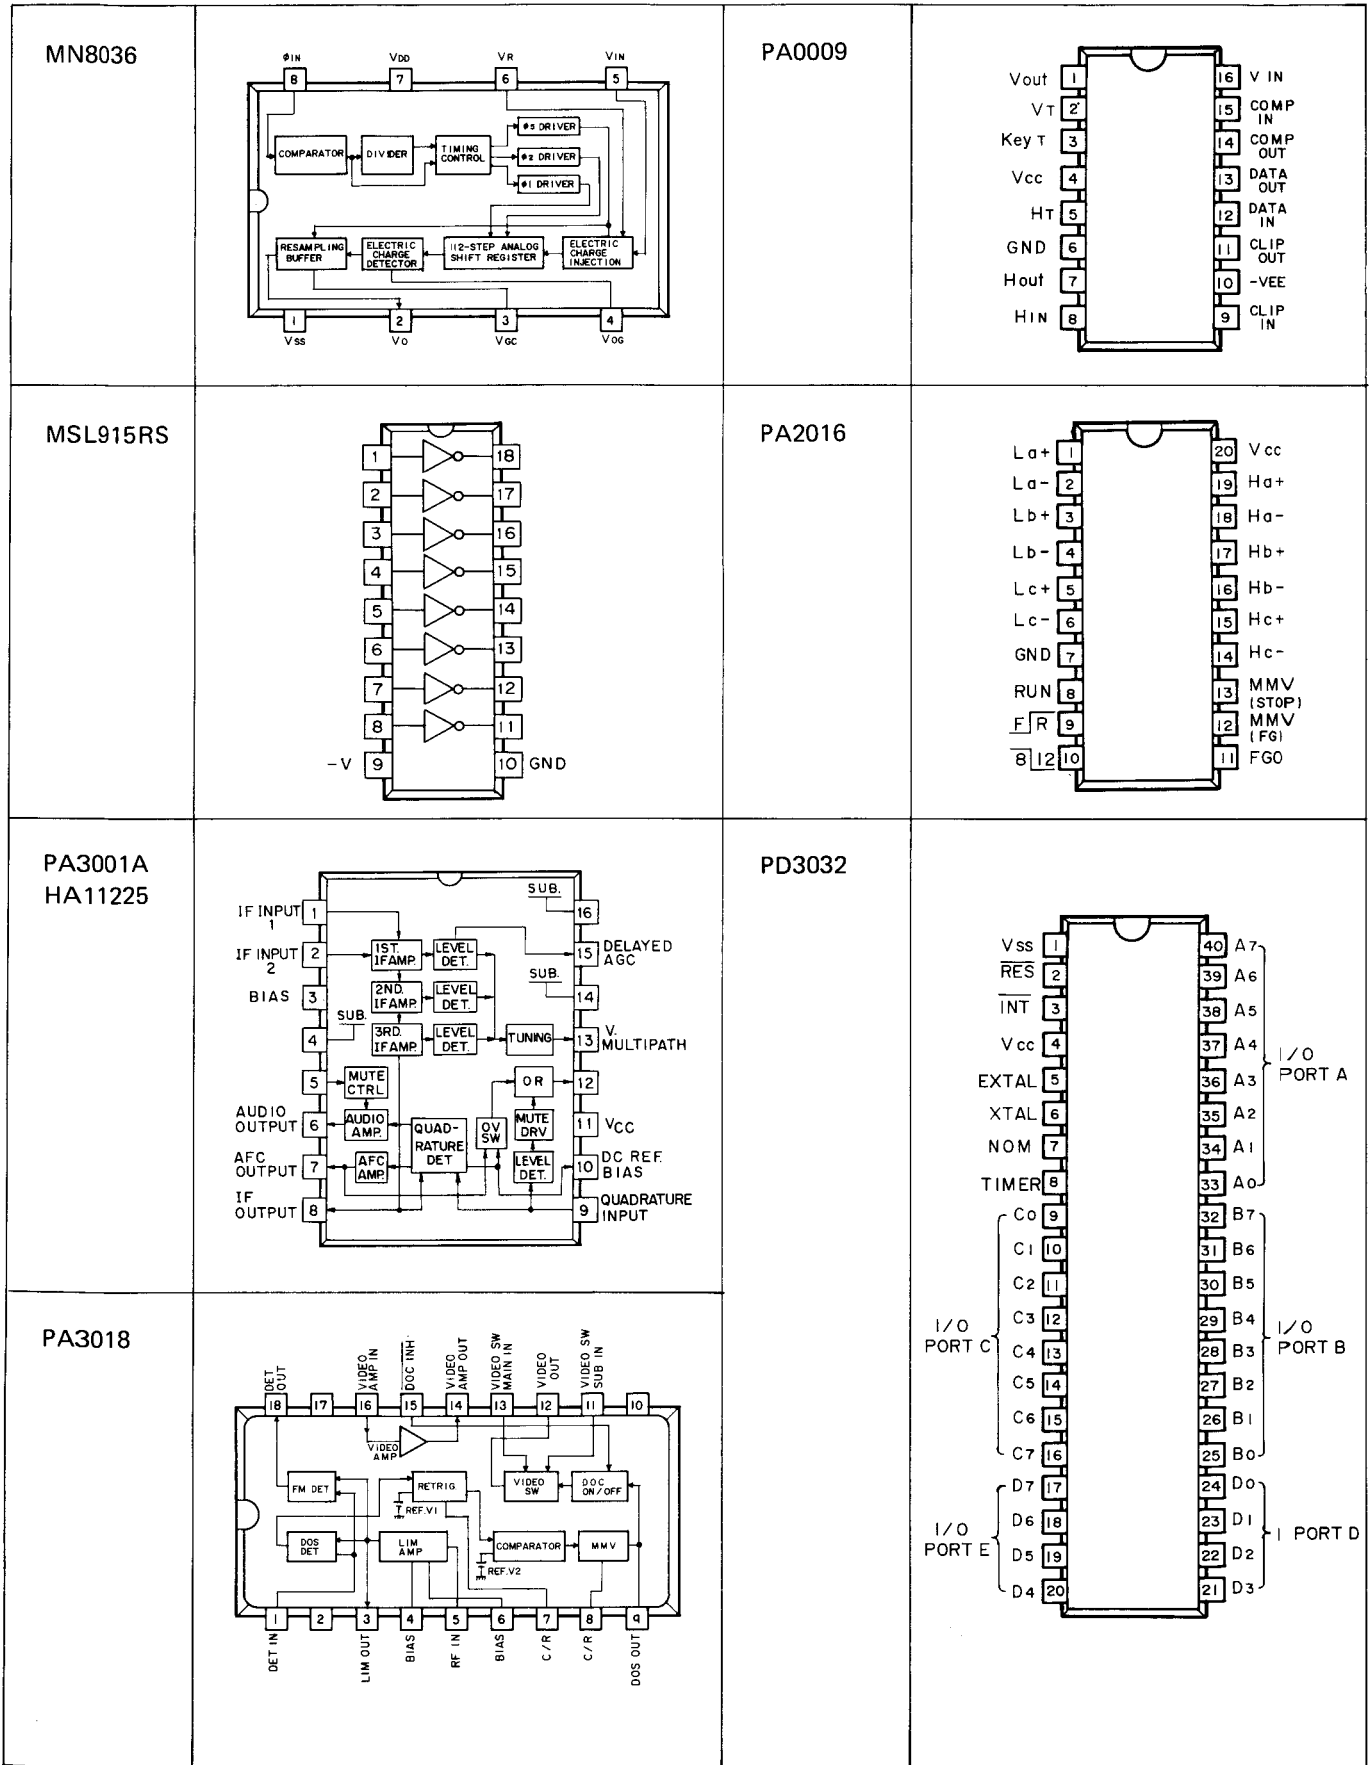 MN8036
φIN
VDD
VR
VIN
8
7
6
5
COMPARATOR
DIVIDER
TIMING
CONTROL
φS DRIVER
φ2 DRIVER
φ1 DRIVER
RESAMPLING
BUFFER
ELECTRIC
CHARGE
DETECTOR
112-STEP ANALOG
SHIFT REGISTER
ELECTRIC
CHARGE
INJECTION
1
2
3
4
VSS
VO
VGC
VOG
PA0009
Vout 1
VT 2
Key T 3
Vcc 4
HT 5
GND 6
Hout 7
HIN 8
16 V IN
15 COMP IN
14 COMP OUT
13 DATA OUT
12 DATA IN
11 CLIP OUT
10 -VEE
9 CLIP IN
MSL915RS
1 18
2 17
3 16
4 15
5 14
6 13
7 12
8 11
-V 9 10 GND
PA2016
La+ 1
La- 2
Lb+ 3
Lb- 4
Lc+ 5
Lc- 6
GND 7
RUN 8
F R 9
8 12 10
20 Vcc
19 Ha+
18 Ha-
17 Hb+
16 Hb-
15 Hc+
14 Hc-
13 MMV (STOP)
12 MMV (FG)
11 FGO
PA3001A
HA11225
IF INPUT 1 1
IF INPUT 2 2
BIAS 3
SUB.
4
5
AUDIO OUTPUT 6
AFC OUTPUT 7
IF OUTPUT 8
1ST. IFAMP.
LEVEL DET.
2ND. IFAMP.
LEVEL DET.
3RD. IFAMP.
LEVEL DET.
TUNING
MUTE CTRL
AUDIO AMP.
AFC AMP.
QUAD-
RATURE
DET
OV SW
OR
MUTE DRV
LEVEL DET.
SUB.
16
15 DELAYED AGC
SUB.
14
13 V. MULTIPATH
12
11 VCC
10 DC REF. BIAS
9 QUADRATURE INPUT
PD3032
Vss 1
RES 2
INT 3
Vcc 4
EXTAL 5
XTAL 6
NOM 7
TIMER 8
C0 9
C1 10
C2 11
C3 12
C4 13
C5 14
C6 15
C7 16
D7 17
D6 18
D5 19
D4 20
I/O
PORT C
I/O
PORT E
40 A7
39 A6
38 A5
37 A4
36 A3
35 A2
34 A1
33 A0
32 B7
31 B6
30 B5
29 B4
28 B3
27 B2
26 B1
25 B0
24 D0
23 D1
22 D2
21 D3
I/O
PORT A
I/O
PORT B
I PORT D
PA3018
DET OUT
VIDEO AMP IN
DOC INH
VIDEO AMP OUT
VIDEO SW MAIN IN
VIDEO OUT
VIDEO SW SUB IN
18 17 16 15 14 13 12 11 10
VIDEO AMP
FM DET
RETRIG.
REF.V1
VIDEO SW
DOC ON/OFF
DOS DET
LIM AMP
COMPARATOR
MMV
REF.V2
1 2 3 4 5 6 7 8 9
DET IN
LIM OUT
BIAS
RF IN
BIAS
C/R
C/R
DOS OUT